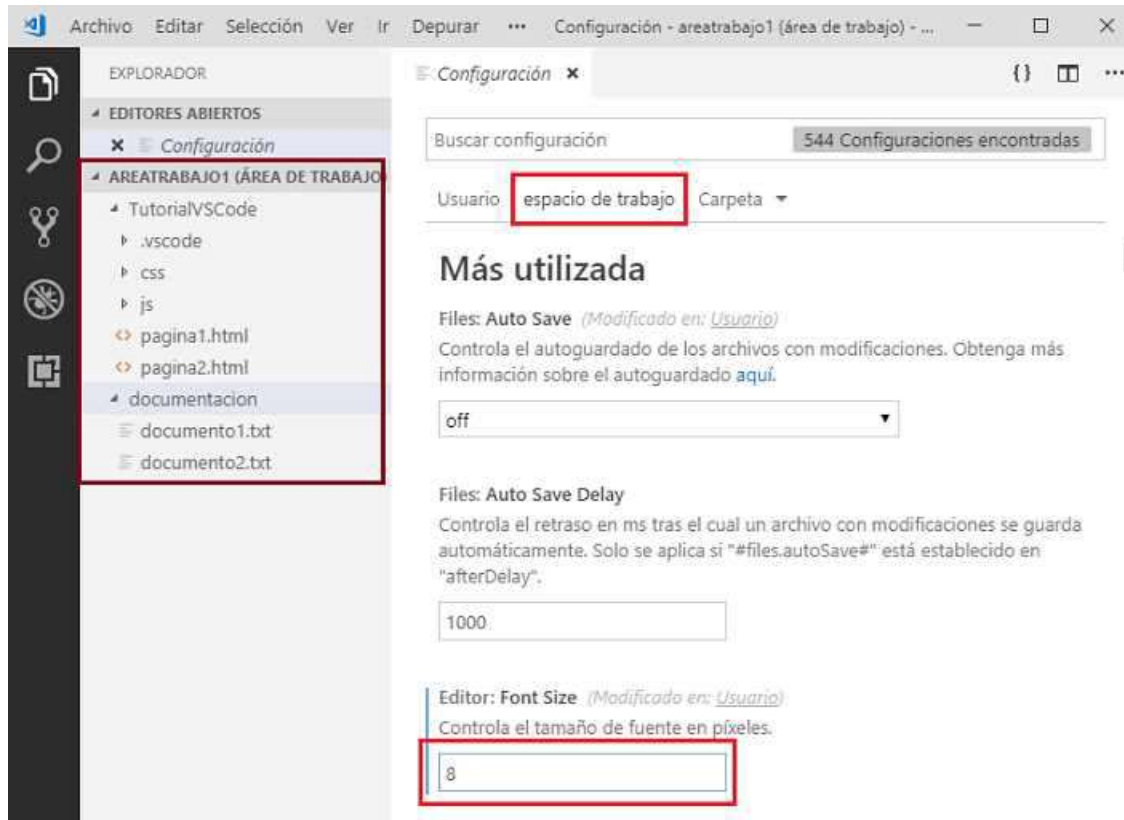 Archivo Editar Selección Ver Ir Depurar ··· Configuración - areatrabajo1 (área de trabajo) - ...
EXPLORADOR
EDITORES ABIERTOS
Configuración
AREATRABAJO1 (ÁREA DE TRABAJO)
TutorialVSCode
.vscode
css
js
pagina1.html
pagina2.html
documentacion
documento1.txt
documento2.txt
Configuración
{} ···
Buscar configuración 544 Configuraciones encontradas
Usuario espacio de trabajo Carpeta
Más utilizada
Files: Auto Save (Modificado en: Usuario)
Controla el autoguardado de los archivos con modificaciones. Obtenga más
información sobre el autoguardado aquí.
off
Files: Auto Save Delay
Controla el retraso en ms tras el cual un archivo con modificaciones se guarda
automáticamente. Solo se aplica si "#files.autoSave#" está establecido en
"afterDelay".
1000
Editor: Font Size (Modificado en: Usuario)
Controla el tamaño de fuente en píxeles.
8